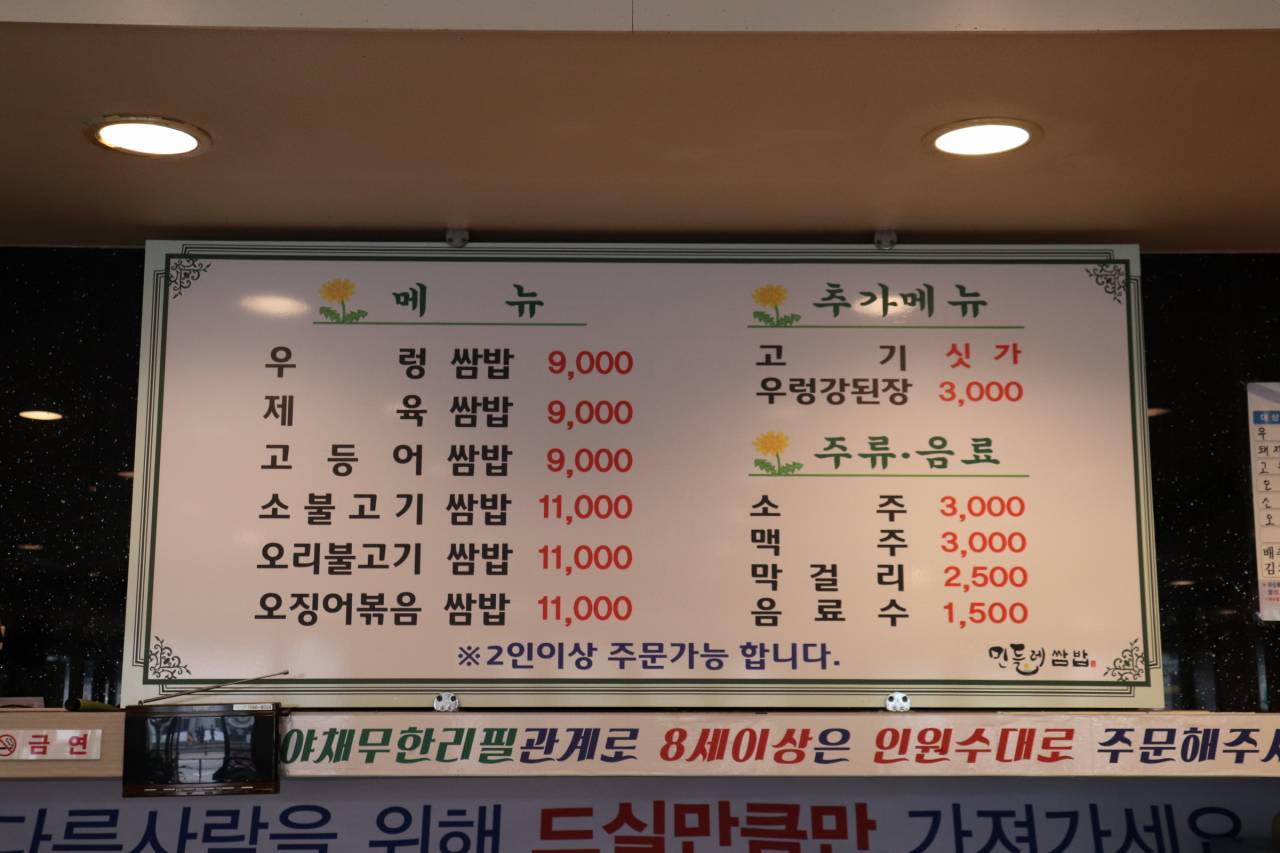 메 뉴
우 렁 쌈밥 9,000
제 육 쌈밥 9,000
고 등 어 쌈밥 9,000
소 불 고 기 쌈밥 11,000
오리불고기 쌈밥 11,000
오징어볶음 쌈밥 11,000
추가메뉴
고 기 싯 가
우렁강된장 3,000
주류·음료
소 주 3,000
맥 주 3,000
막 걸 리 2,500
음 료 수 1,500
※2인이상 주문가능 합니다.
민들레쌈밥
금 연
야채무한리필관계로 8세이상은 인원수대로 주문해주세
다른사람을 위해 드실만큼만 가져가세요